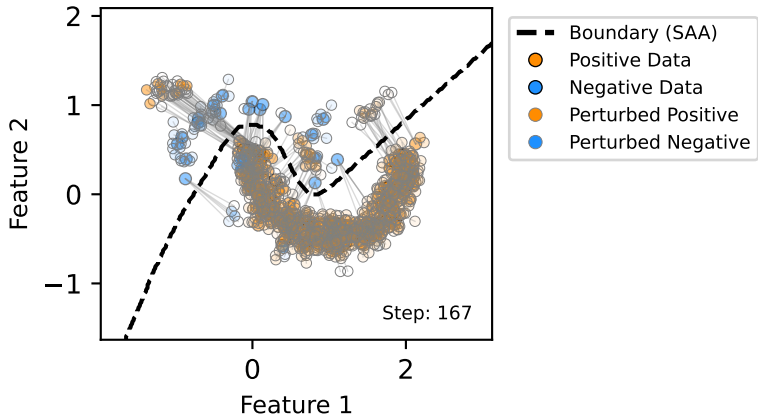 2
1
0
−1
Feature 2
0
2
Feature 1
Step: 167
Boundary (SAA)
Positive Data
Negative Data
Perturbed Positive
Perturbed Negative